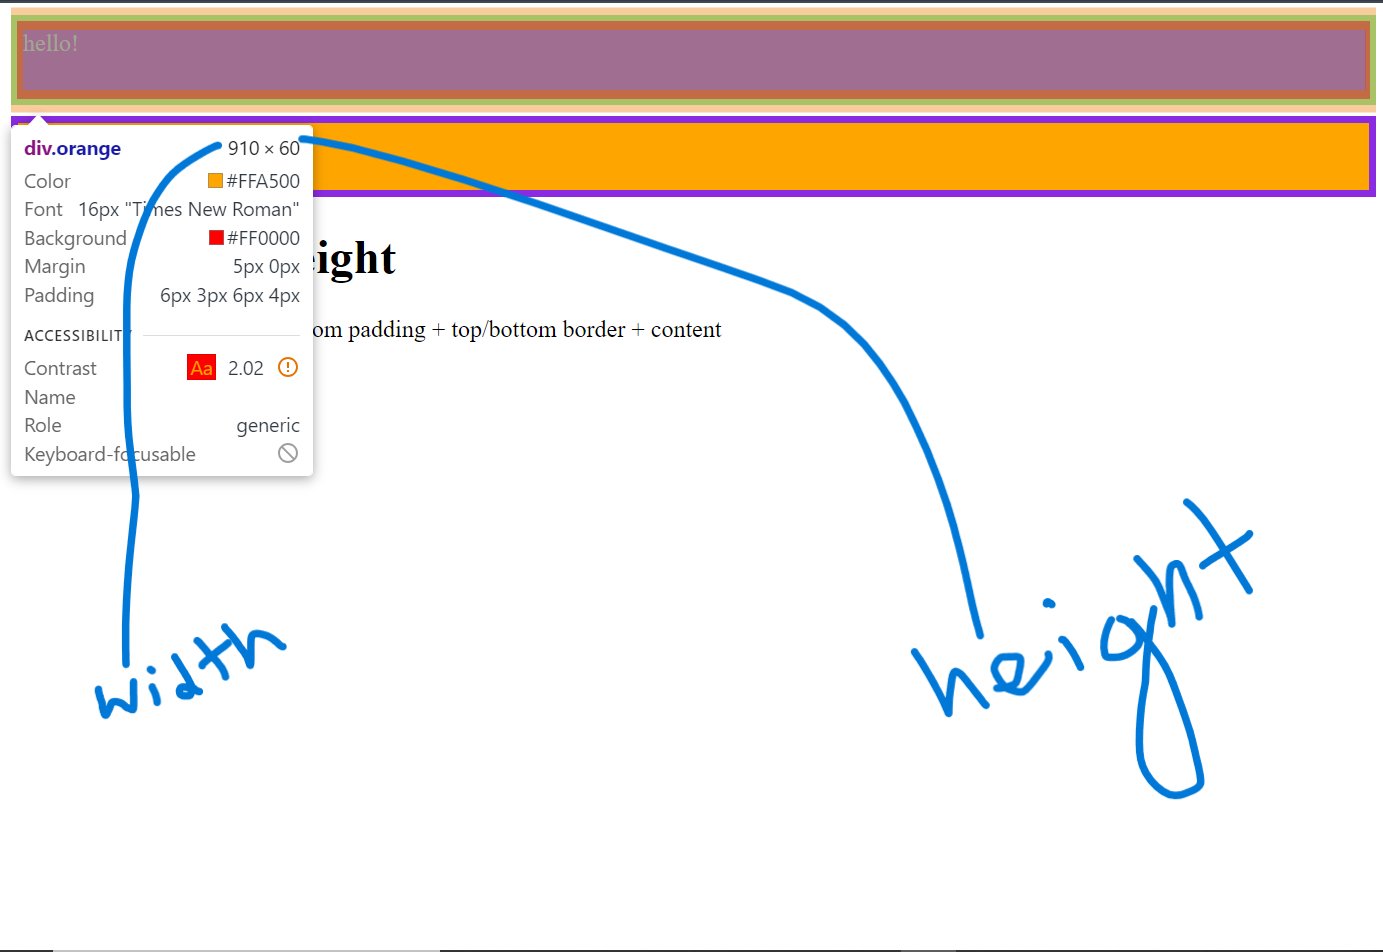 hello!
div.orange 910 × 60
Color #FFA500
Font 16px "Times New Roman"
Background #FF0000
Margin 5px 0px
Padding 6px 3px 6px 4px
ACCESSIBILITY
Contrast Aa 2.02
Name
Role generic
Keyboard-focusable
eight
om padding + top/bottom border + content
width
height